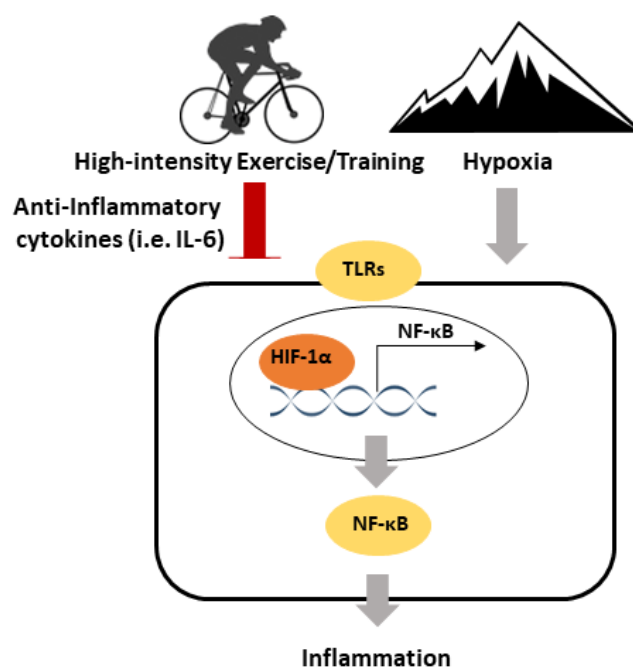 High-intensity Exercise/Training
Hypoxia
Anti-Inflammatory
cytokines (i.e. IL-6)
TLRs
NF-κB
HIF-1α
NF-κB
Inflammation